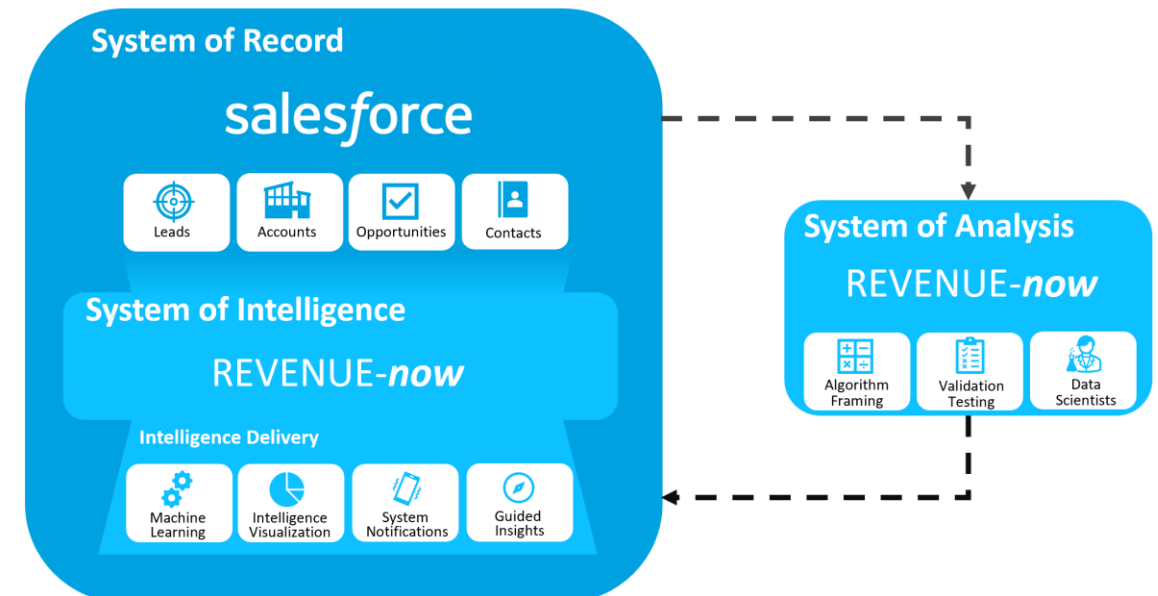 System of Record
salesforce
Leads
Accounts
Opportunities
Contacts
System of Intelligence
REVENUE-now
Intelligence Delivery
Machine
Learning
Intelligence
Visualization
System
Notifications
Guided
Insights
System of Analysis
REVENUE-now
Algorithm
Framing
Validation
Testing
Data
Scientists